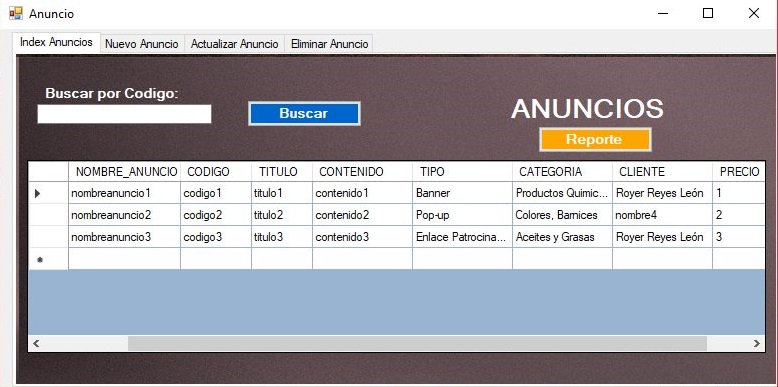 Anuncio
Index Anuncios Nuevo Anuncio Actualizar Anuncio Eliminar Anuncio
Buscar por Codigo:
Buscar
ANUNCIOS
Reporte
NOMBRE_ANUNCIO CODIGO TITULO CONTENIDO TIPO CATEGORIA CLIENTE PRECIO
nombreanuncio1 codigo1 titulo1 contenido1 Banner Productos Quimic... Royer Reyes León 1
nombreanuncio2 codigo2 titulo2 contenido2 Pop-up Colores, Barnices nombre4 2
nombreanuncio3 codigo3 titulo3 contenido3 Enlace Patrocina... Aceites y Grasas Royer Reyes León 3